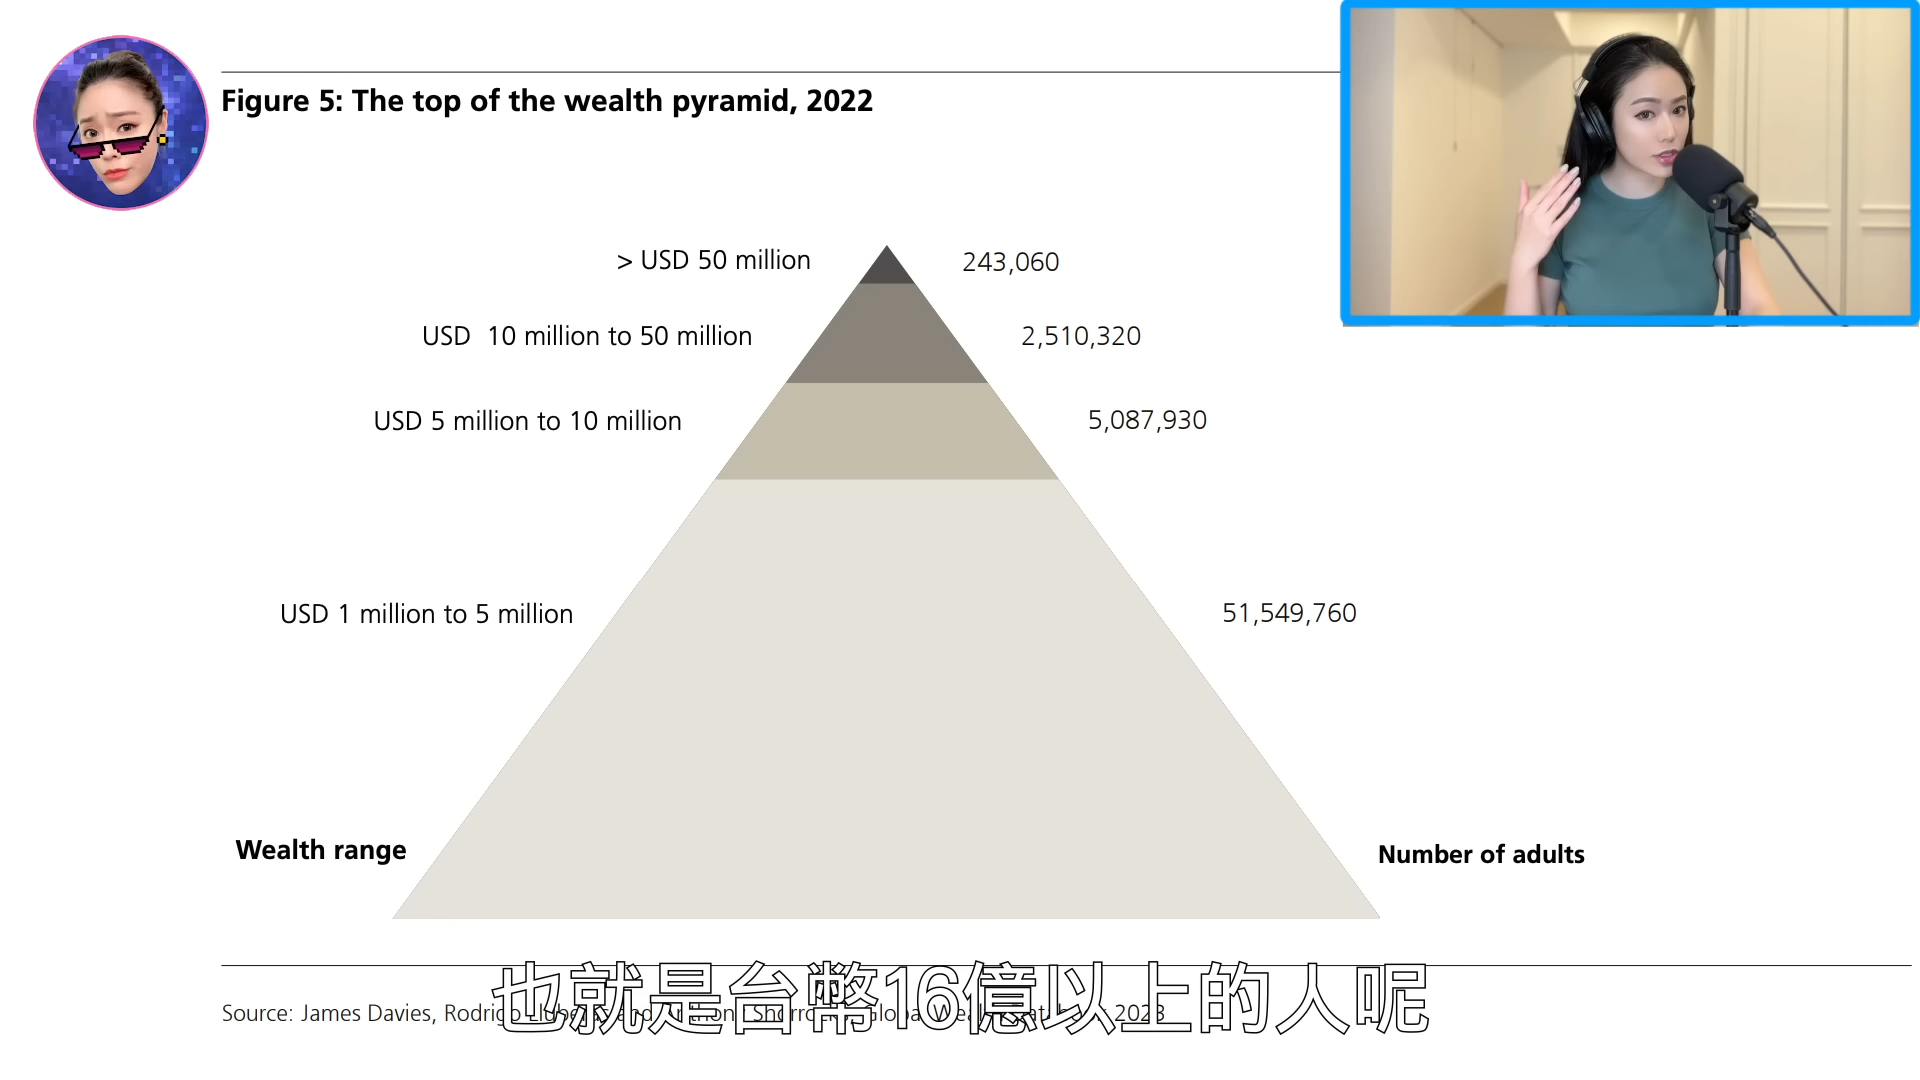 Figure 5: The top of the wealth pyramid, 2022
> USD 50 million 243,060
USD 10 million to 50 million 2,510,320
USD 5 million to 10 million 5,087,930
USD 1 million to 5 million 51,549,760
Wealth range
Number of adults
Source: James Davies, Rodrigo 2023
也就是台幣16億以上的人呢